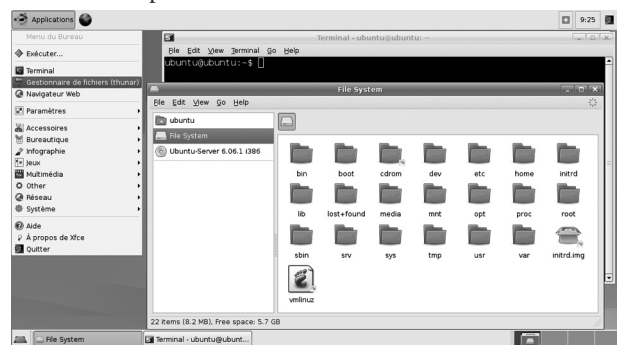 Applications
9:25
Menu du Bureau
Exécuter...
Terminal
Gestionnaire de fichiers (thunar)
Navigateur Web
Paramètres
Accessoires
Bureautique
Infographie
Jeux
Multimédia
Other
Réseau
Système
Aide
À propos de Xfce
Quitter
Terminal - ubuntu@ubuntu: ~
File Edit View Terminal Go Help
ubuntu@ubuntu:~$
File System
File Edit View Go Help
ubuntu
File System
Ubuntu-Server 6.06.1 i386
bin boot cdrom dev etc home initrd
lib lost+found media mnt opt proc root
sbin srv sys tmp usr var initrd.img
vmlinuz
22 items (8.2 MB), Free space: 5.7 GB
File System
Terminal - ubuntu@ubunt...